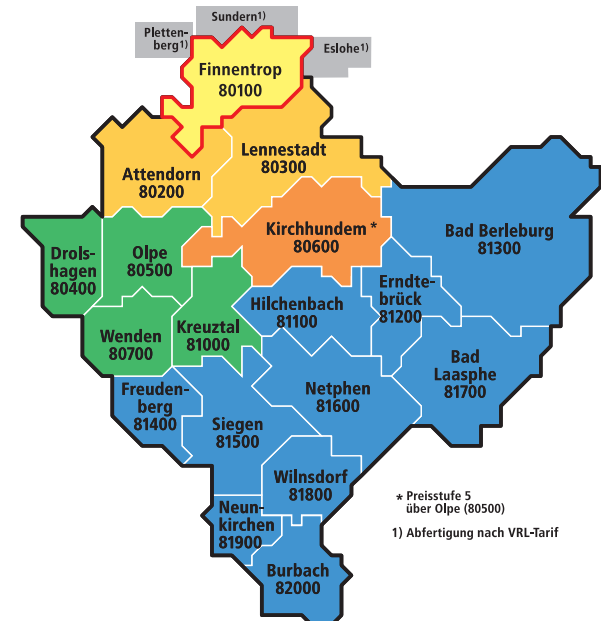 Sundern1)
Pletten-
berg1)
Eslohe1)
Finnentrop
80100
Lennestadt
80300
Attendorn
80200
Kirchhundem *
80600
Bad Berleburg
81300
Drols-
hagen
80400
Olpe
80500
Erndte-
brück
81200
Hilchenbach
81100
Wenden
80700
Kreuztal
81000
Bad
Laasphe
81700
Freuden-
berg
81400
Netphen
81600
Siegen
81500
Wilnsdorf
81800
Neun-
kirchen
81900
Burbach
82000
* Preisstufe 5
über Olpe (80500)
1) Abfertigung nach VRL-Tarif